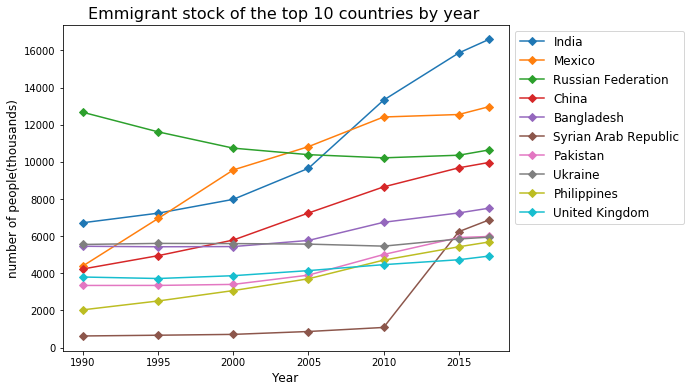 Emmigrant stock of the top 10 countries by year
number of people(thousands)
16000
14000
12000
10000
8000
6000
4000
2000
0
1990
1995
2000
2005
2010
2015
Year
India
Mexico
Russian Federation
China
Bangladesh
Syrian Arab Republic
Pakistan
Ukraine
Philippines
United Kingdom